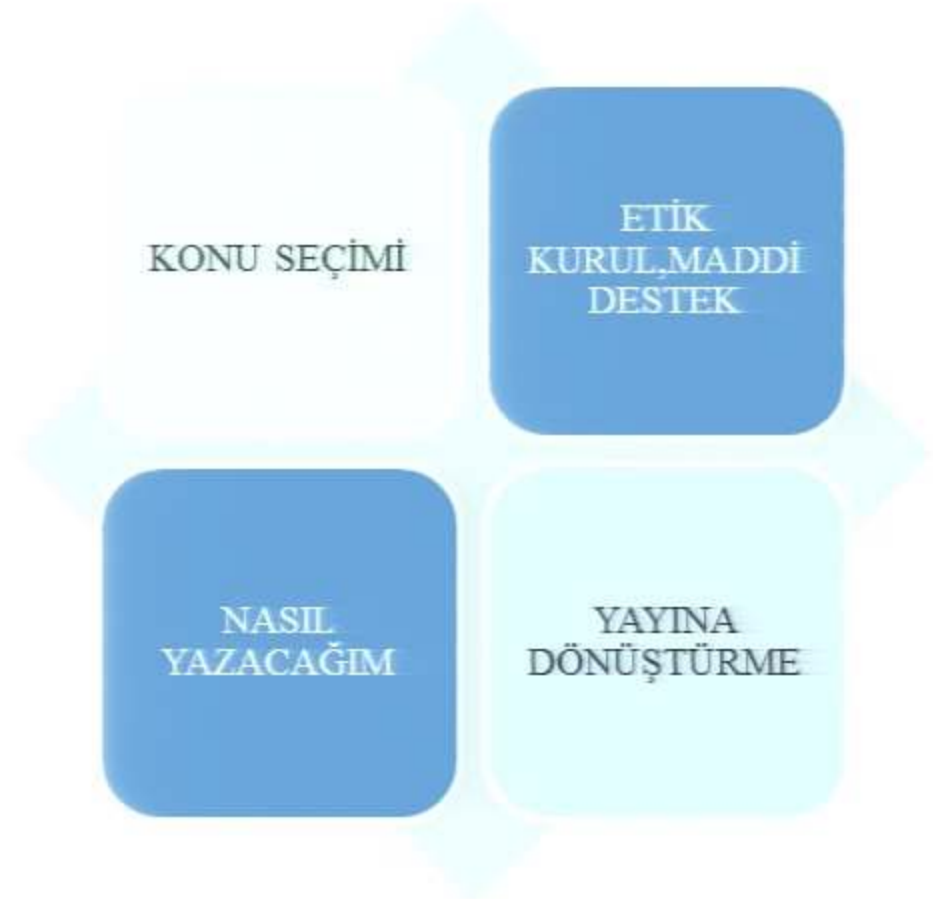 KONU SEÇİMİ
ETİK
KURUL,MADDİ
DESTEK
NASIL
YAZACAĞIM
YAYINA
DÖNÜŞTÜRME